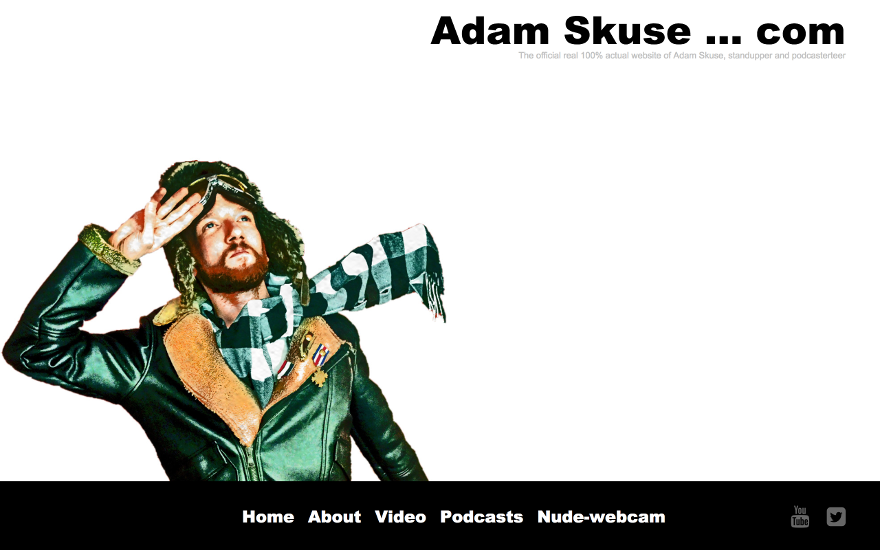 Adam Skuse ... com
The official real 100% actual website of Adam Skuse, standupper and podcasterteer
Home About Video Podcasts Nude-webcam
You
Tube